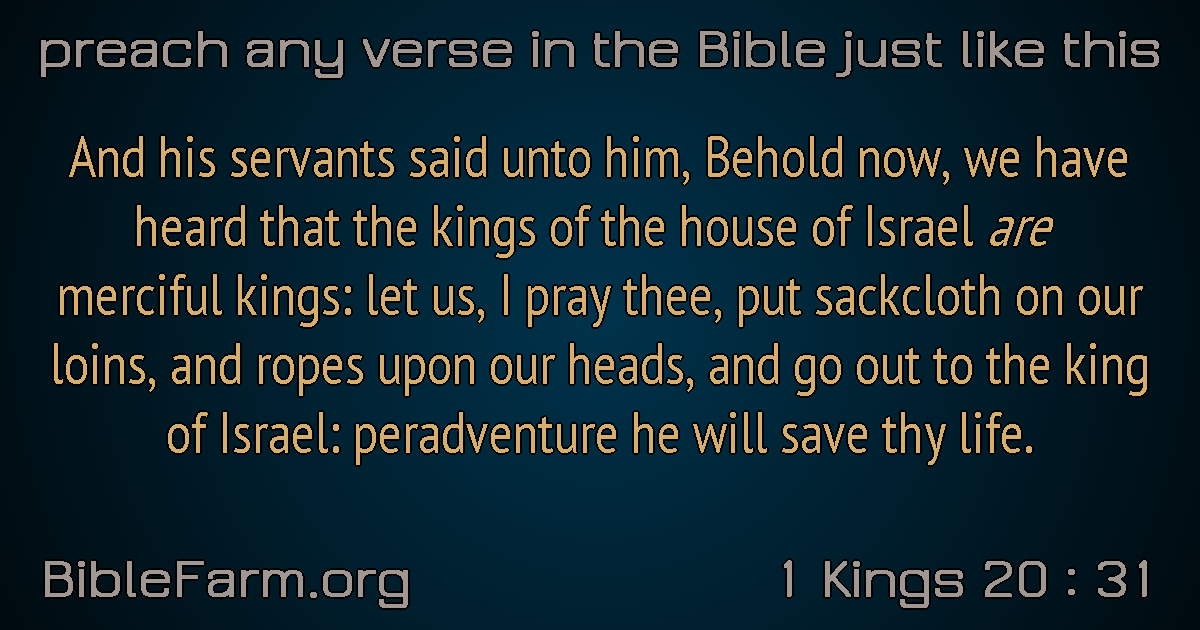 preach any verse in the Bible just like this
And his servants said unto him, Behold now, we have
heard that the kings of the house of Israel are
merciful kings: let us, I pray thee, put sackcloth on our
loins, and ropes upon our heads, and go out to the king
of Israel: peradventure he will save thy life.
BibleFarm.org
1 Kings 20 : 31